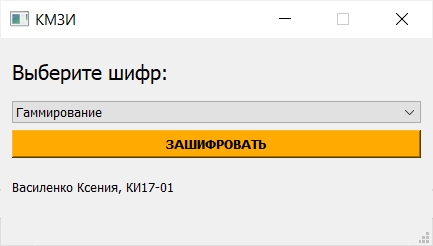 КМЗИ
Выберите шифр:
Гаммирование
ЗАШИФРОВАТЬ
Василенко Ксения, КИ17-01